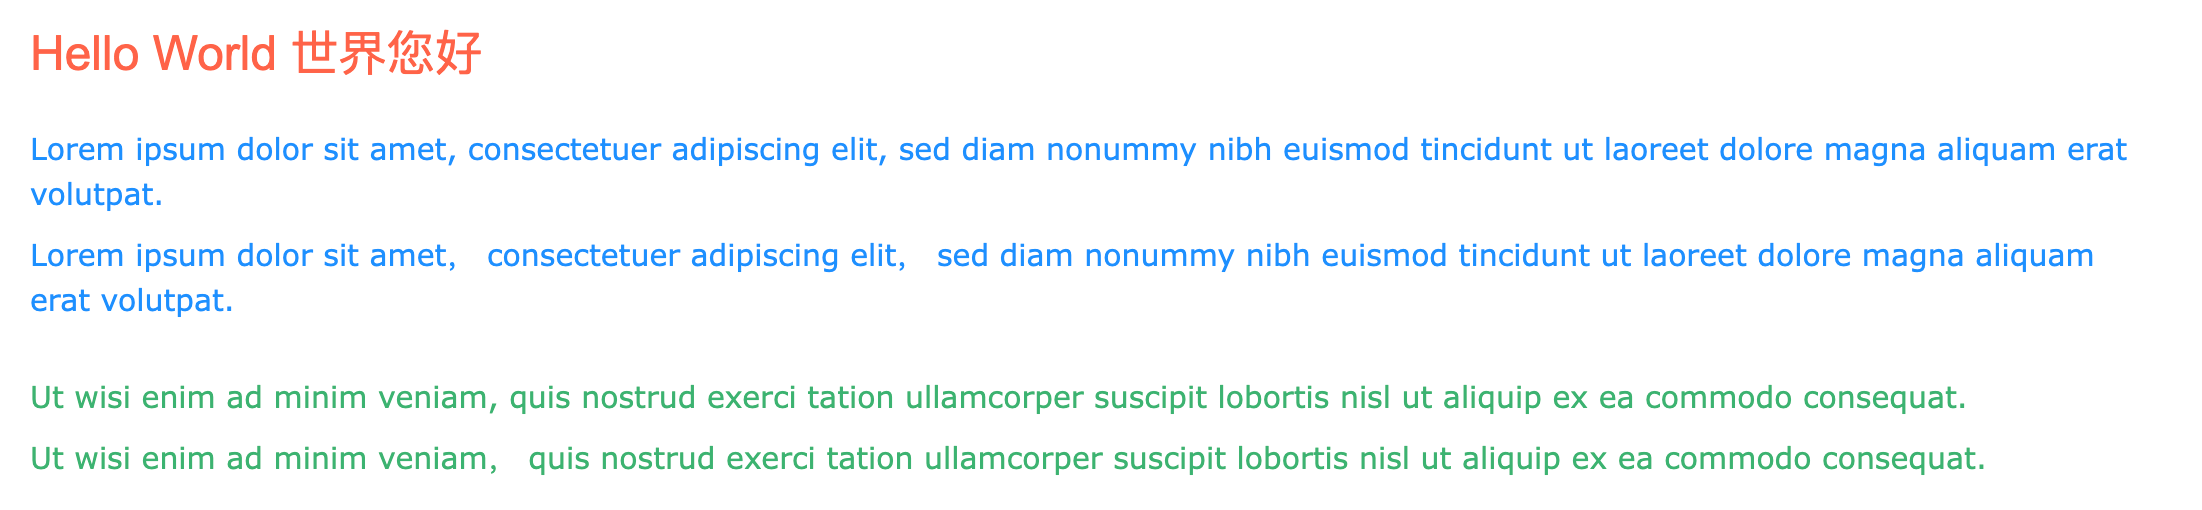 Hello World 世界您好
Lorem ipsum dolor sit amet, consectetuer adipiscing elit, sed diam nonummy nibh euismod tincidunt ut laoreet dolore magna aliquam erat
volutpat.
Lorem ipsum dolor sit amet， consectetuer adipiscing elit， sed diam nonummy nibh euismod tincidunt ut laoreet dolore magna aliquam
erat volutpat.
Ut wisi enim ad minim veniam, quis nostrud exerci tation ullamcorper suscipit lobortis nisl ut aliquip ex ea commodo consequat.
Ut wisi enim ad minim veniam， quis nostrud exerci tation ullamcorper suscipit lobortis nisl ut aliquip ex ea commodo consequat.